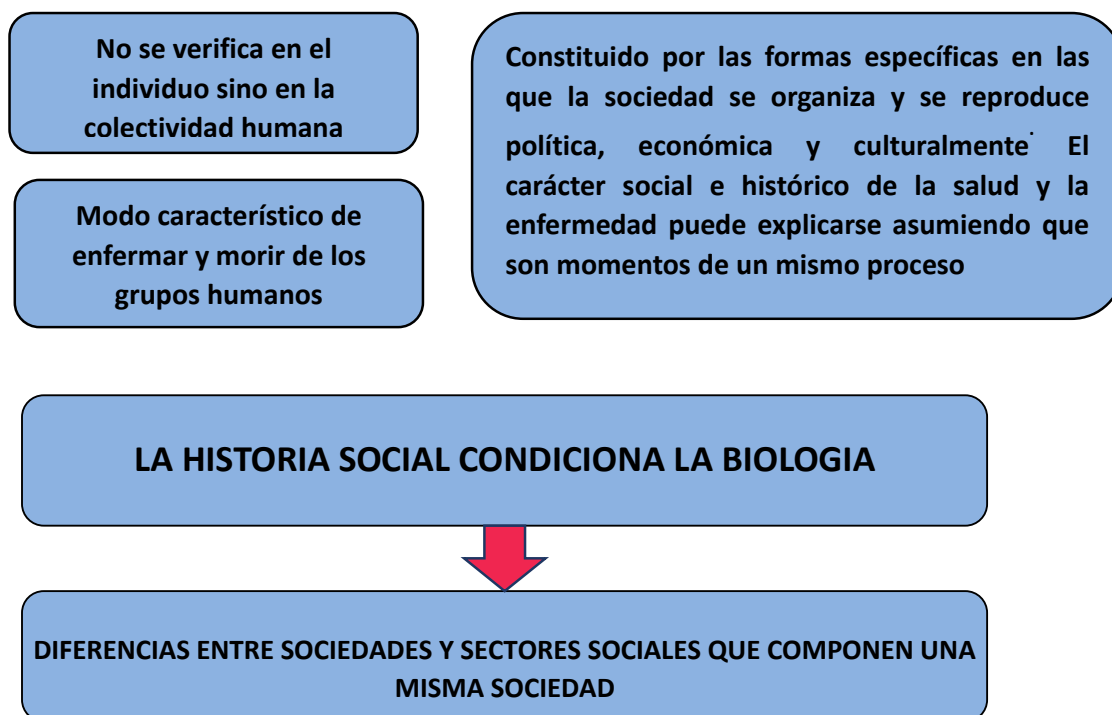 No se verifica en el
individuo sino en la
colectividad humana
Modo característico de
enfermar y morir de los
grupos humanos
Constituido por las formas específicas en las
que la sociedad se organiza y se reproduce
política, económica y culturalmente. El
carácter social e histórico de la salud y la
enfermedad puede explicarse asumiendo que
son momentos de un mismo proceso
LA HISTORIA SOCIAL CONDICIONA LA BIOLOGIA
DIFERENCIAS ENTRE SOCIEDADES Y SECTORES SOCIALES QUE COMPONEN UNA
MISMA SOCIEDAD